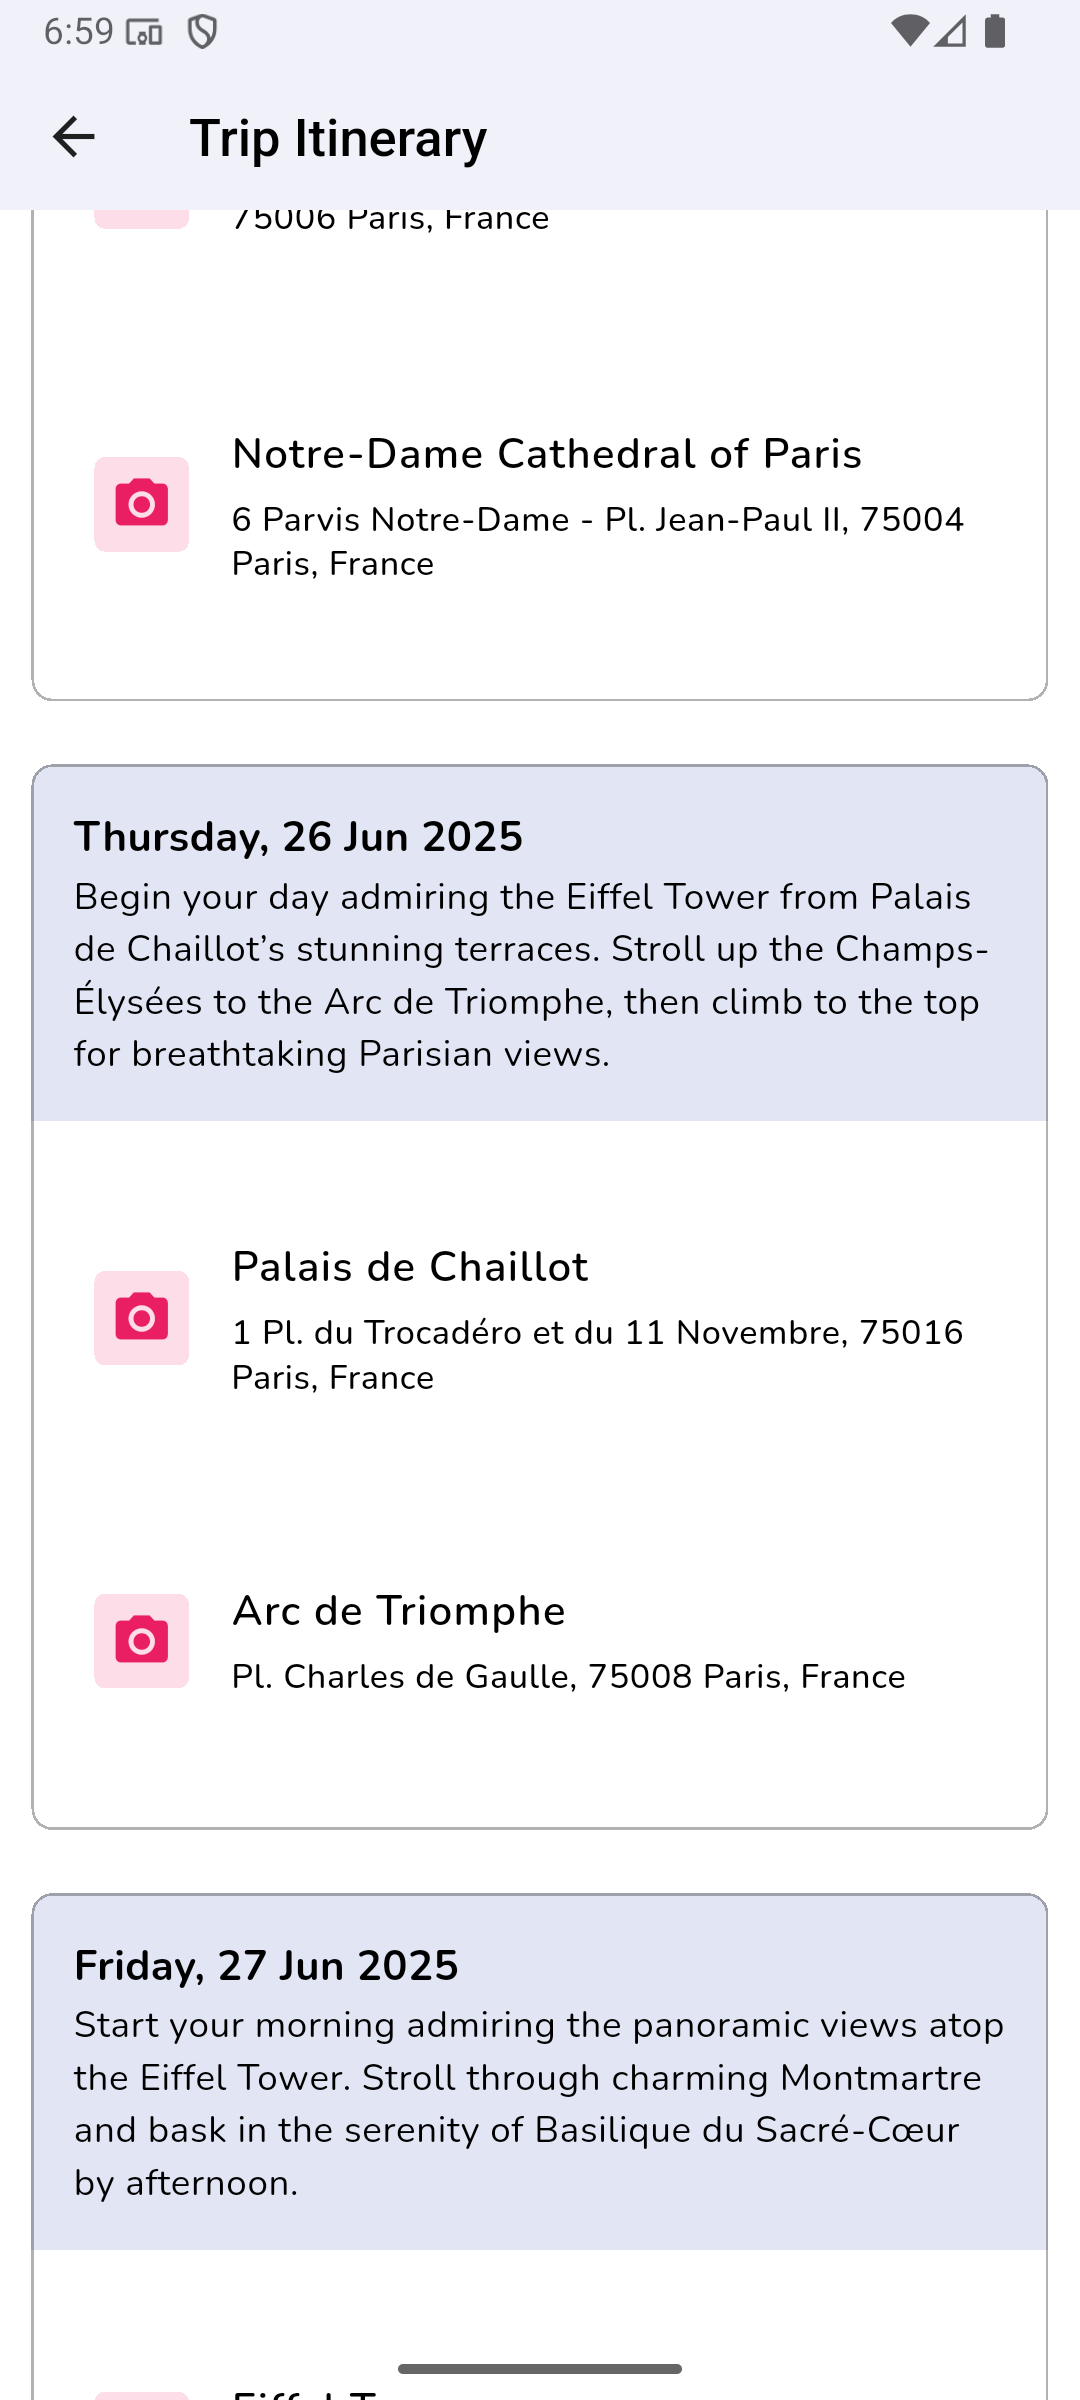 6:59
Trip Itinerary
75006 Paris, France
Notre-Dame Cathedral of Paris
6 Parvis Notre-Dame - Pl. Jean-Paul II, 75004
Paris, France
Thursday, 26 Jun 2025
Begin your day admiring the Eiffel Tower from Palais
de Chaillot’s stunning terraces. Stroll up the Champs-
Élysées to the Arc de Triomphe, then climb to the top
for breathtaking Parisian views.
Palais de Chaillot
1 Pl. du Trocadéro et du 11 Novembre, 75016
Paris, France
Arc de Triomphe
Pl. Charles de Gaulle, 75008 Paris, France
Friday, 27 Jun 2025
Start your morning admiring the panoramic views atop
the Eiffel Tower. Stroll through charming Montmartre
and bask in the serenity of Basilique du Sacré-Cœur
by afternoon.